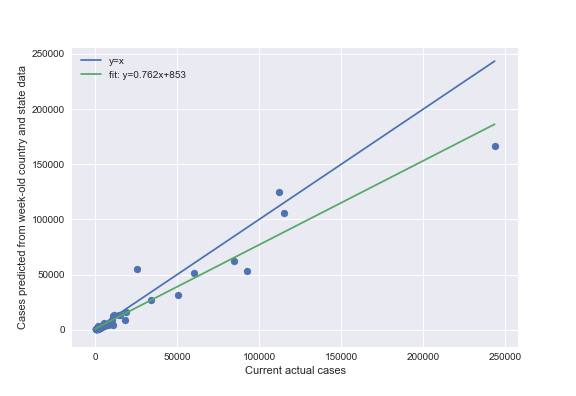 y=x
fit: y=0.762x+853
250000
200000
150000
100000
50000
0
Cases predicted from week-old country and state data
0 50000 100000 150000 200000 250000
Current actual cases